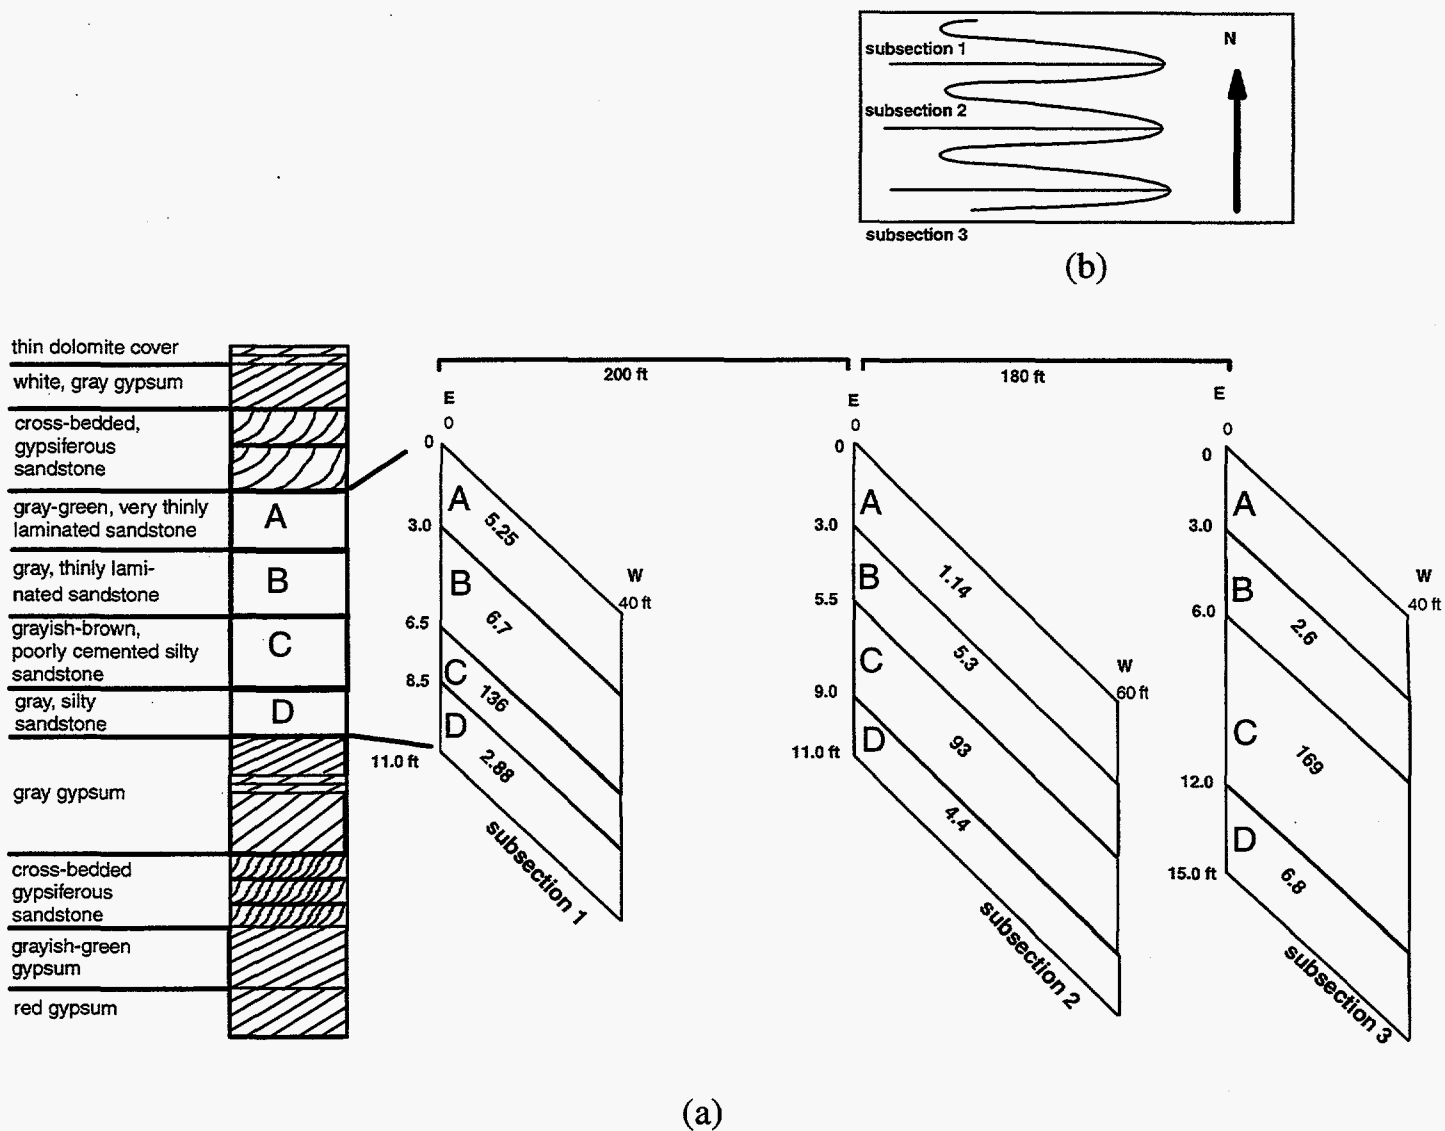 subsection 1
N
subsection 2
subsection 3
(b)
thin dolomite cover
white, gray gypsum
cross-bedded,
gypsiferous
sandstone
gray-green, very thinly
laminated sandstone
A
gray, thinly lami-
nated sandstone
B
grayish-brown,
poorly cemented silty
sandstone
C
gray, silty
sandstone
D
gray gypsum
cross-bedded
gypsiferous
sandstone
grayish-green
gypsum
red gypsum
200 ft
180 ft
E
0
0
A
5.25
3.0
W
40 ft
B
6.7
6.5
C
136
8.5
D
2.88
11.0 ft
subsection 1
E
0
0
A
3.0
1.14
B
5.5
5.3
C
W
60 ft
9.0
93
D
11.0 ft
4.4
subsection 2
E
0
0
A
3.0
W
40 ft
B
6.0
2.6
C
169
12.0
D
15.0 ft
6.8
subsection 3
(a)